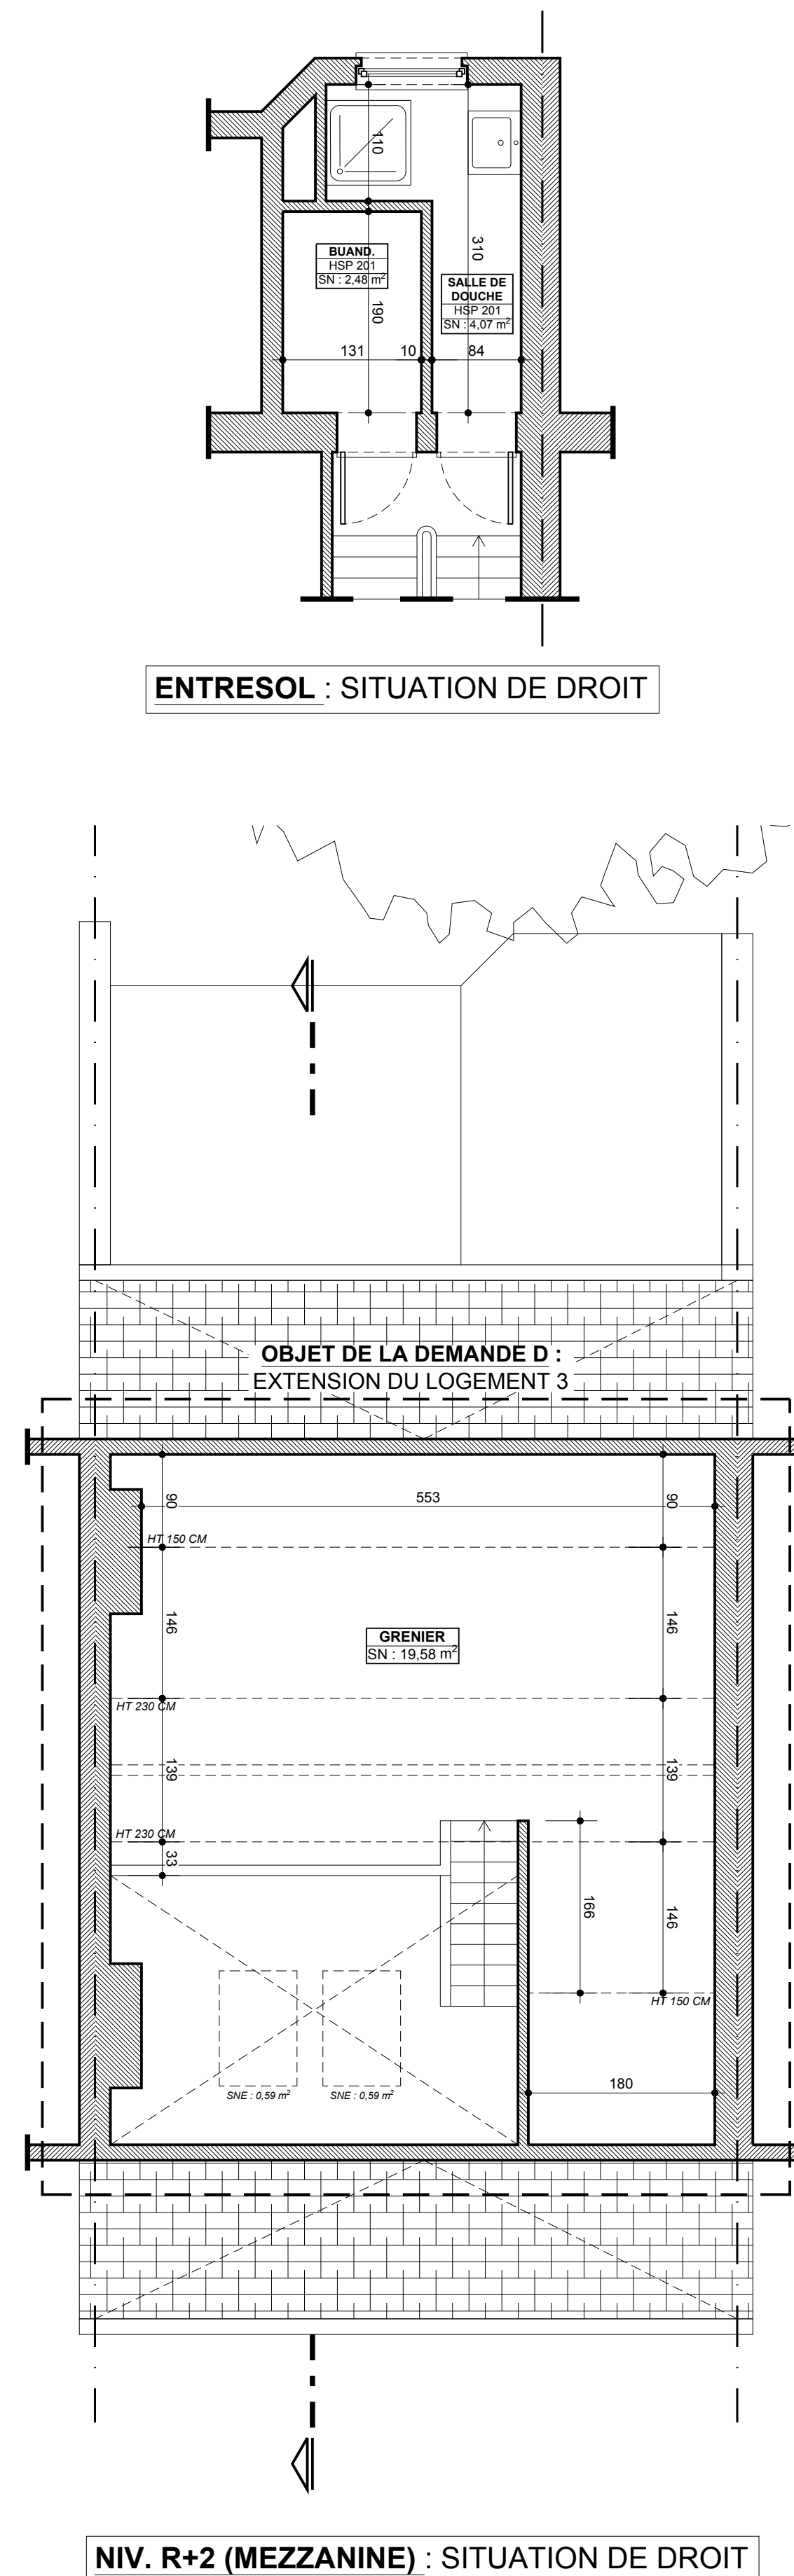 110
310
BUAND.
HSP 201
SN : 2,48 m²
SALLE DE
DOUCHE
HSP 201
SN : 4,07 m²
190
131
10
84
ENTRESOL : SITUATION DE DROIT
OBJET DE LA DEMANDE D :
EXTENSION DU LOGEMENT 3
90
553
90
HT 150 CM
146
146
GRENIER
SN : 19,58 m²
HT 230 CM
139
139
HT 230 CM
33
166
146
HT 150 CM
180
SNE : 0,59 m²
SNE : 0,59 m²
NIV. R+2 (MEZZANINE) : SITUATION DE DROIT